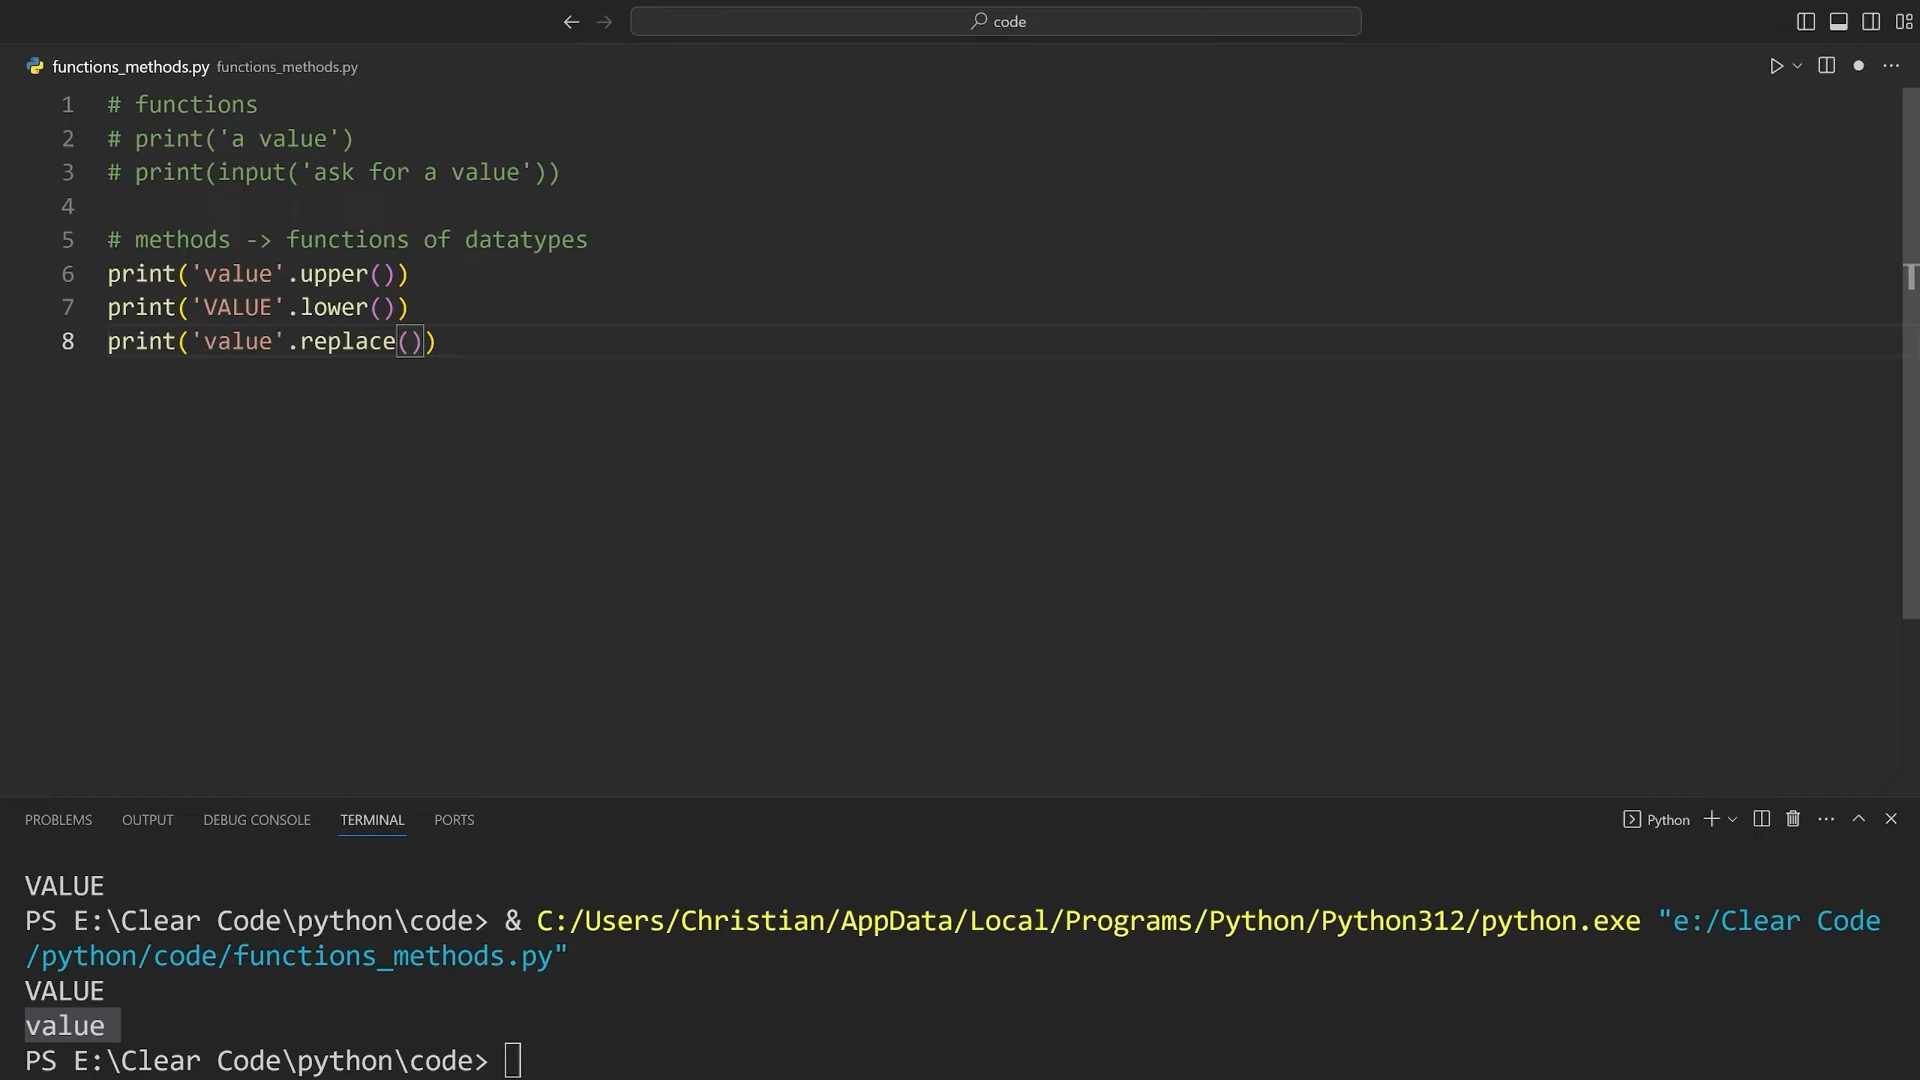 code
functions_methods.py functions_methods.py
1 # functions
2 # print('a value')
3 # print(input('ask for a value'))
4
5 # methods -> functions of datatypes
6 print('value'.upper())
7 print('VALUE'.lower())
8 print('value'.replace())
PROBLEMS OUTPUT DEBUG CONSOLE TERMINAL PORTS Python
VALUE
PS E:\Clear Code\python\code> & C:/Users/Christian/AppData/Local/Programs/Python/Python312/python.exe "e:/Clear Code
/python/code/functions_methods.py"
VALUE
value
PS E:\Clear Code\python\code>